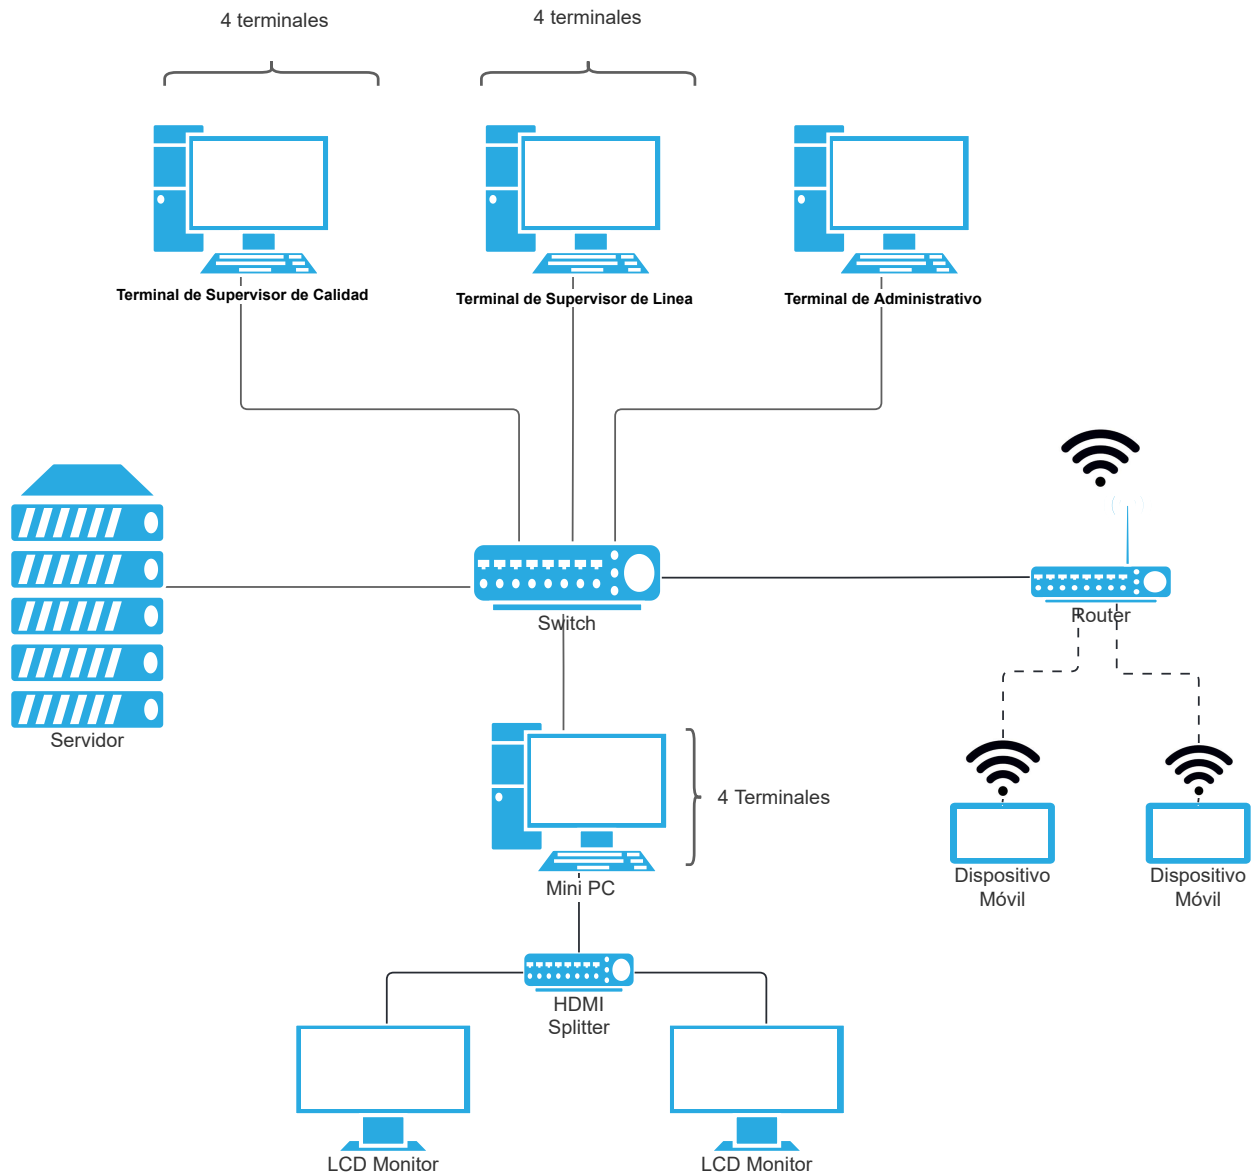 4 terminales
4 terminales
Terminal de Supervisor de Calidad
Terminal de Supervisor de Linea
Terminal de Administrativo
Switch
Router
Servidor
4 Terminales
Mini PC
Dispositivo
Móvil
Dispositivo
Móvil
HDMI
Splitter
LCD Monitor
LCD Monitor